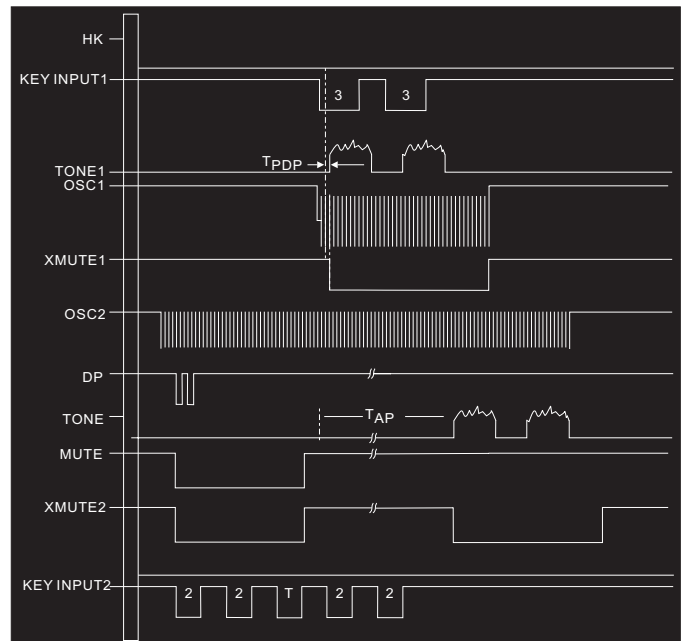 HK
KEY INPUT1
3 3
TPDP
TONE1
OSC1
XMUTE1
OSC2
DP
TONE
TAP
MUTE
XMUTE2
KEY INPUT2
2 2 T 2 2